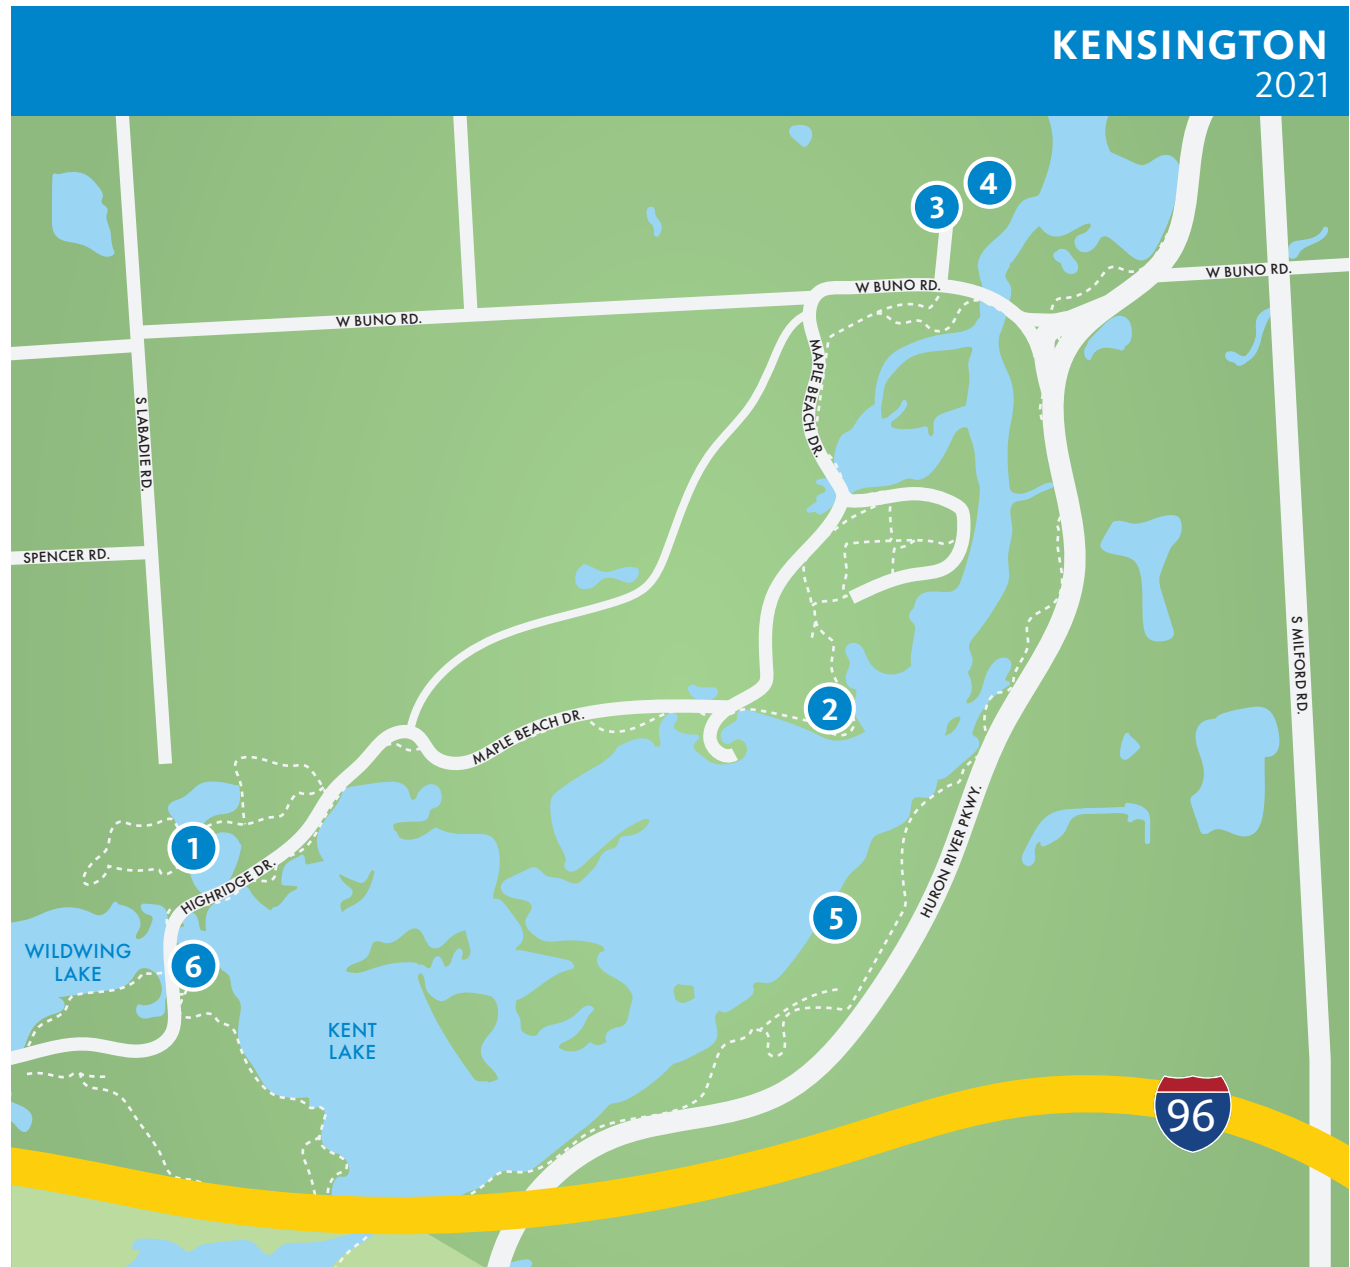 KENSINGTON
2021
4
3
W BUNO RD.
W BUNO RD.
W BUNO RD.
MAPLE BEACH DR.
S LABADIE RD.
SPENCER RD.
S MILFORD RD.
2
MAPLE BEACH DR.
HURON RIVER PKWY.
1
HIGHRIDGE DR.
5
WILDWING
LAKE
6
KENT
LAKE
96